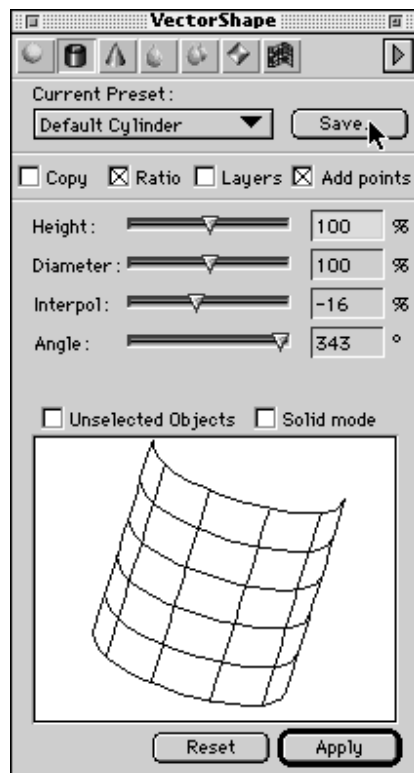 VectorShape
Current Preset:
Default Cylinder Save...
Copy Ratio Layers Add points
Height: 100 %
Diameter: 100 %
Interpol: -16 %
Angle: 343 °
Unselected Objects Solid mode
Reset Apply